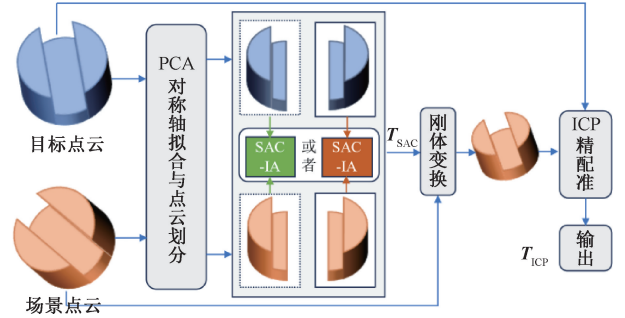 目标点云
场景点云
PCA
对称轴拟合与点云划分
SAC
-IA
或者
SAC
-IA
T_SAC
刚体变换
ICP
精配准
输出
T_ICP